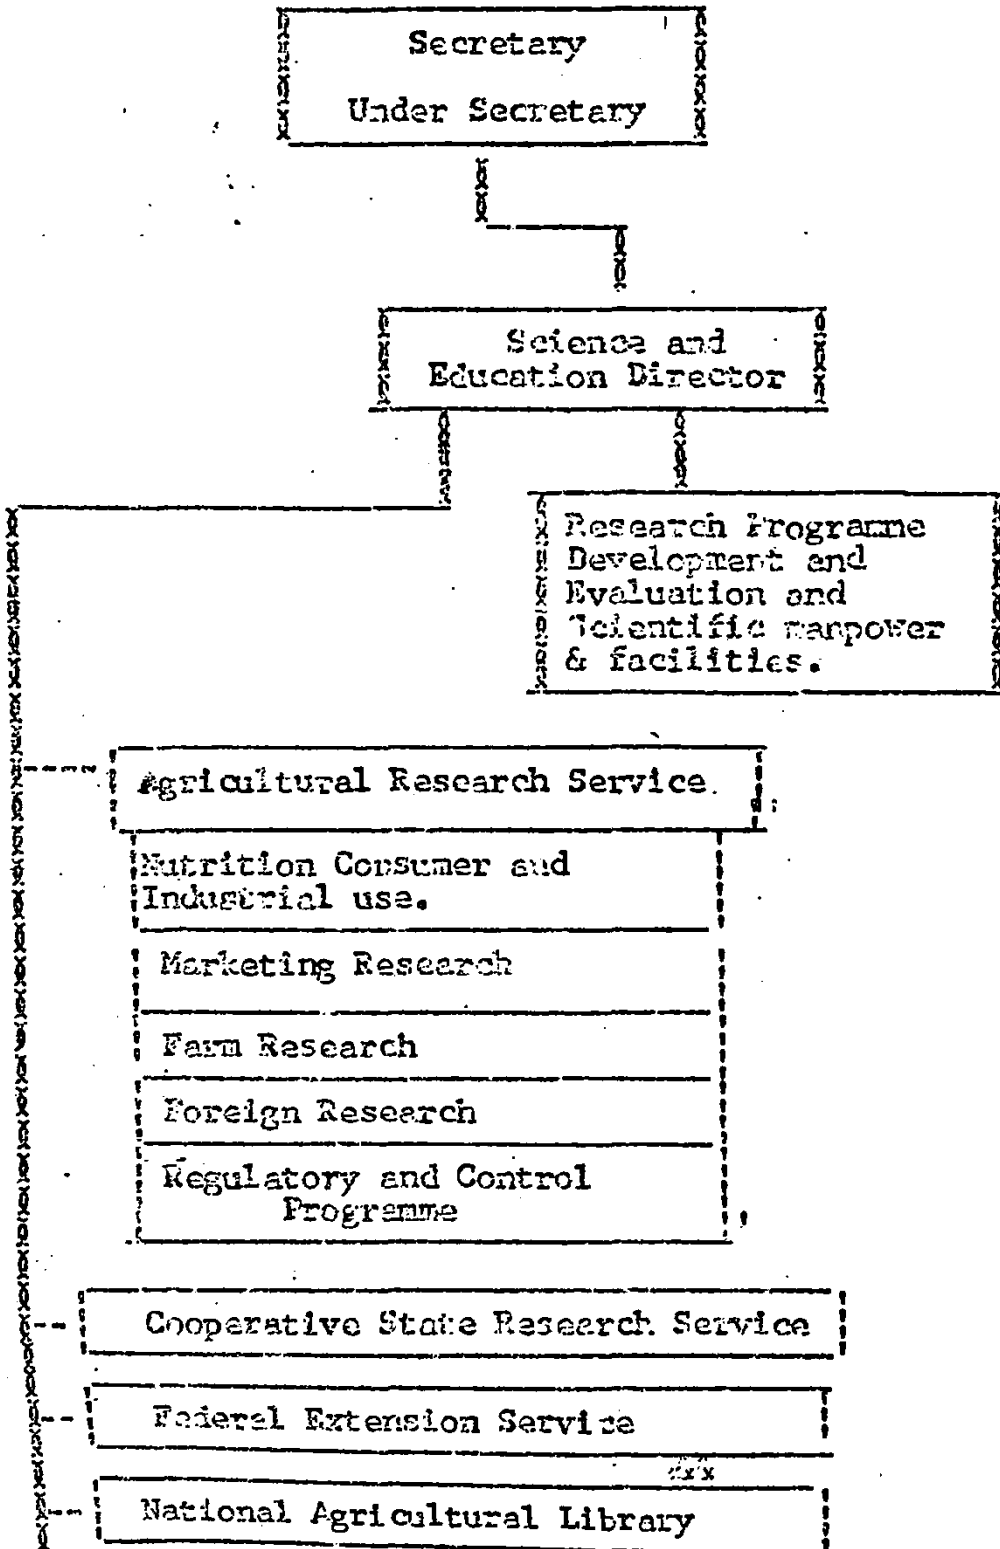 Secretary
Under Secretary
Science and
Education Director
Research Programme
Development and
Evaluation and
Scientific manpower
& facilities.
Agricultural Research Service.
Nutrition Consumer and
Industrial use.
Marketing Research
Farm Research
Foreign Research
Regulatory and Control
Programme
Cooperative State Research Service
Federal Extension Service
National Agricultural Library